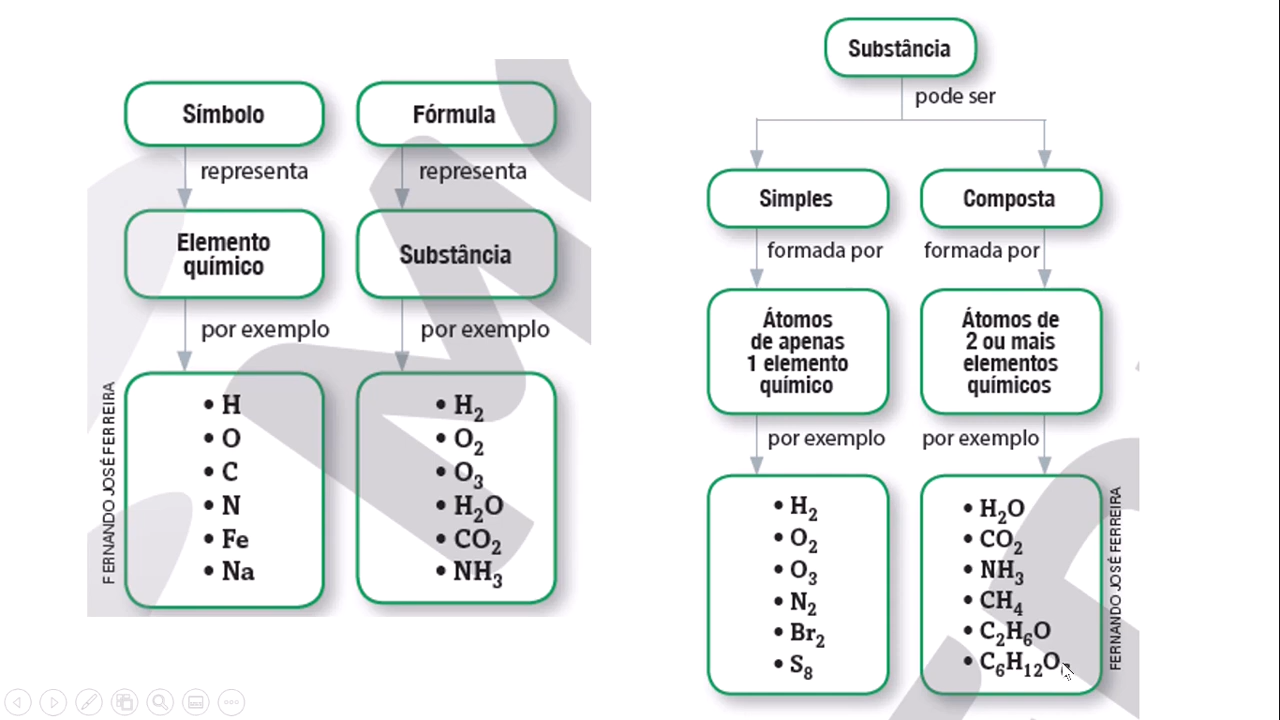 Símbolo
representa
Elemento
químico
por exemplo
• H
• O
• C
• N
• Fe
• Na
FERNANDO JOSÉ FERREIRA
Fórmula
representa
Substância
por exemplo
• H₂
• O₂
• O₃
• H₂O
• CO₂
• NH₃
Substância
pode ser
Simples
formada por
Átomos
de apenas
1 elemento
químico
por exemplo
• H₂
• O₂
• O₃
• N₂
• Br₂
• S₈
Composta
formada por
Átomos de
2 ou mais
elementos
químicos
por exemplo
• H₂O
• CO₂
• NH₃
• CH₄
• C₂H₆O
• C₆H₁₂O
FERNANDO JOSÉ FERREIRA